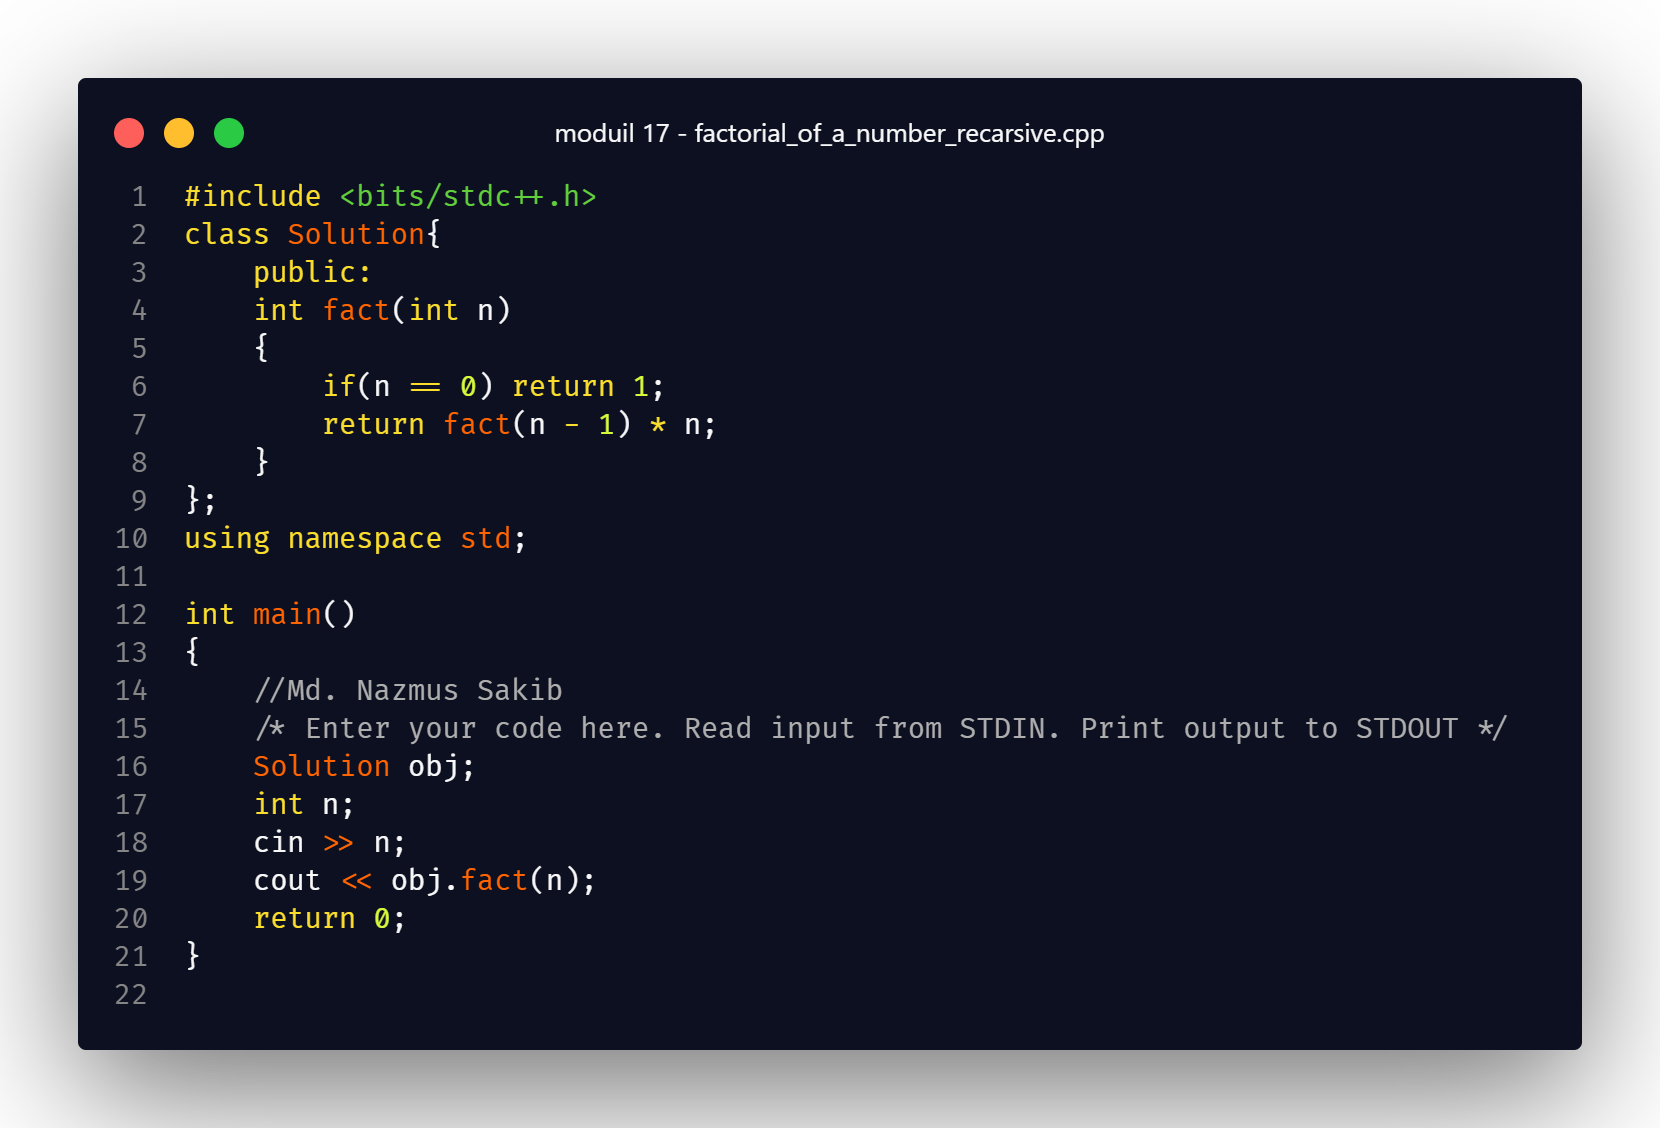 moduil 17 - factorial_of_a_number_recarsive.cpp
1 #include <bits/stdc++.h>
2 class Solution{
3     public:
4     int fact(int n)
5     {
6         if(n == 0) return 1;
7         return fact(n - 1) * n;
8     }
9 };
10 using namespace std;
11
12 int main()
13 {
14     //Md. Nazmus Sakib
15     /* Enter your code here. Read input from STDIN. Print output to STDOUT */
16     Solution obj;
17     int n;
18     cin >> n;
19     cout << obj.fact(n);
20     return 0;
21 }
22